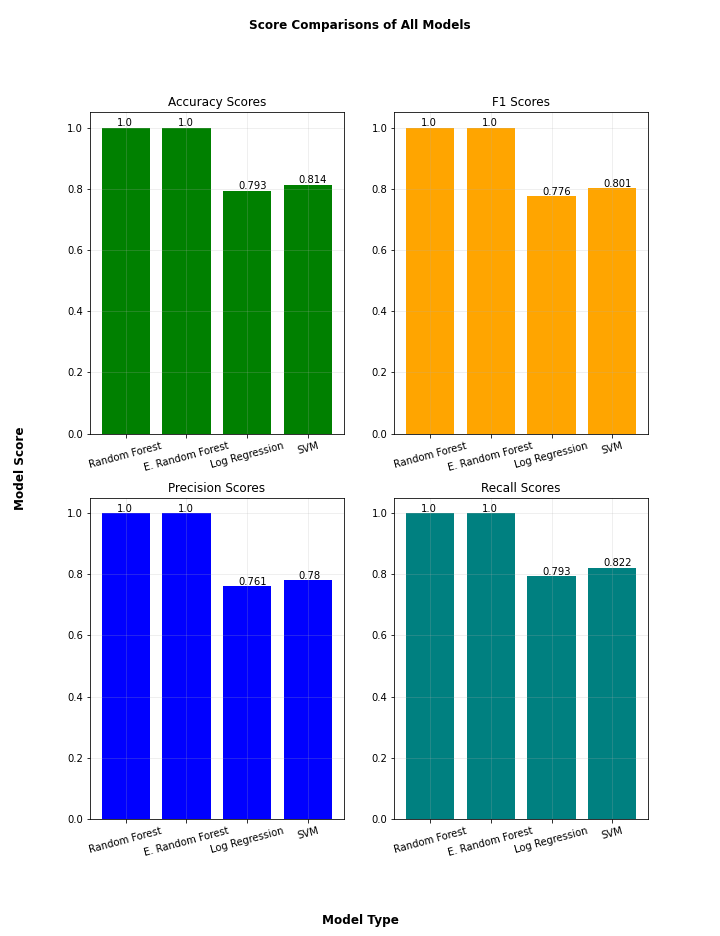 Score Comparisons of All Models
Model Score
Accuracy Scores
1.0 1.0 0.793 0.814
1.0
0.8
0.6
0.4
0.2
0.0
Random Forest E. Random Forest Log Regression SVM
F1 Scores
1.0 1.0 0.776 0.801
1.0
0.8
0.6
0.4
0.2
0.0
Random Forest E. Random Forest Log Regression SVM
Precision Scores
1.0 1.0 0.761 0.78
1.0
0.8
0.6
0.4
0.2
0.0
Random Forest E. Random Forest Log Regression SVM
Recall Scores
1.0 1.0 0.793 0.822
1.0
0.8
0.6
0.4
0.2
0.0
Random Forest E. Random Forest Log Regression SVM
Model Type